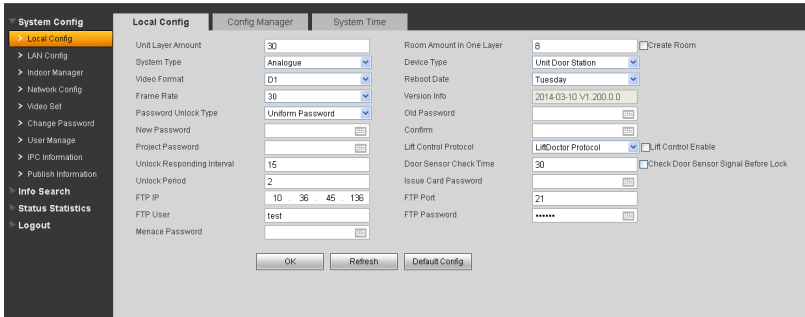 System Config
Local Config
LAN Config
Indoor Manager
Network Config
Video Set
Change Password
User Manage
IPC Information
Publish Information
Info Search
Status Statistics
Logout
Local Config Config Manager System Time
Unit Layer Amount 30 Room Amount in One Layer 8 Create Room
System Type Analogue Device Type Unit Door Station
Video Format D1 Reboot Date Tuesday
Frame Rate 30 Version Info 2014-03-10 V1.200.0.0
Password Unlock Type Uniform Password Old Password
New Password Confirm
Project Password Lift Control Protocol LiftDoctor Protocol Lift Control Enable
Unlock Responding Interval 15 Door Sensor Check Time 30 Check Door Sensor Signal Before Lock
Unlock Period 2 Issue Card Password
FTP IP 10 . 36 . 45 . 136 FTP Port 21
FTP User test FTP Password ••••••
Menace Password
OK Refresh Default Config